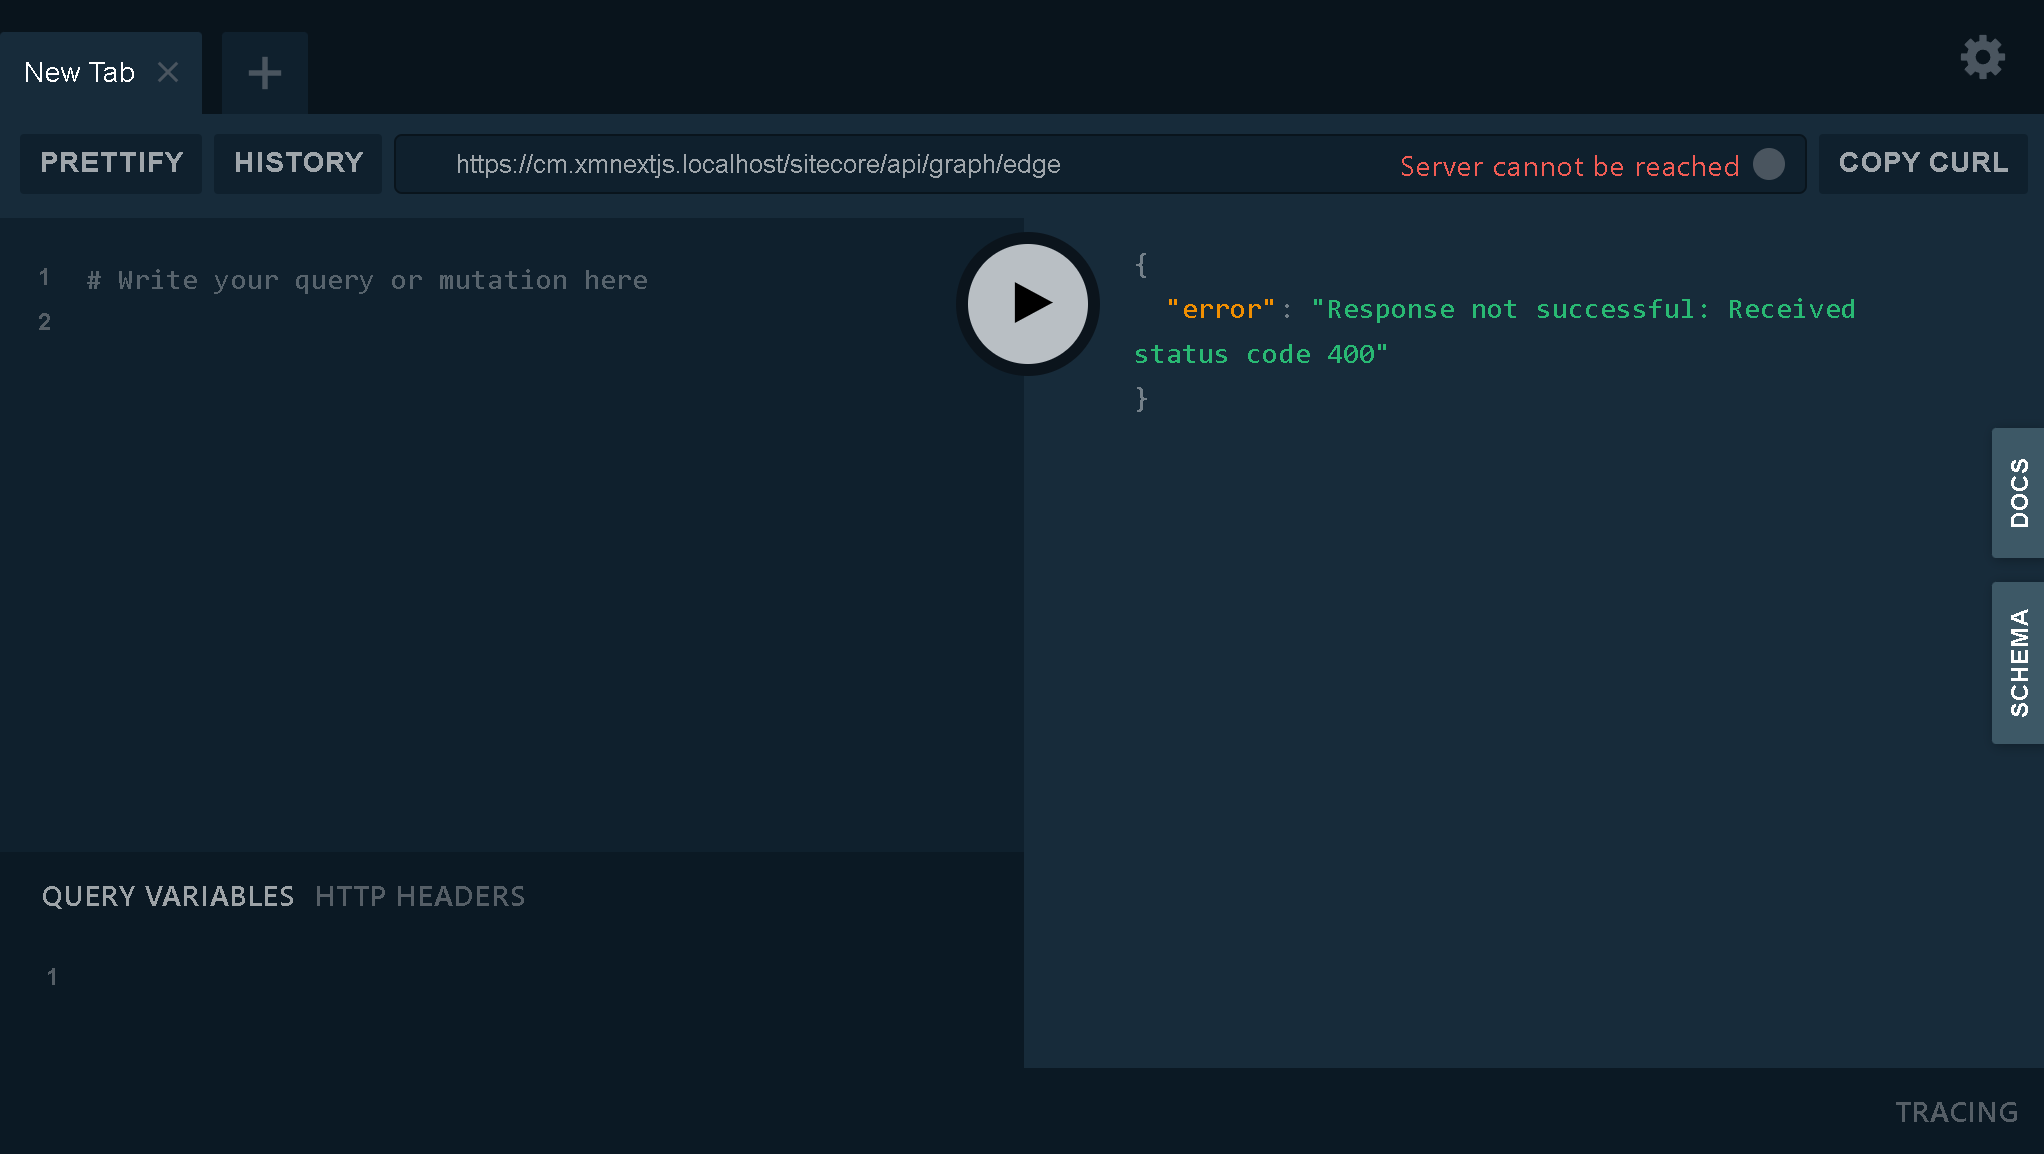 New Tab
PRETTIFY
HISTORY
https://cm.xmnextjs.localhost/sitecore/api/graph/edge
Server cannot be reached
COPY CURL
1 # Write your query or mutation here
2
{
"error": "Response not successful: Received
status code 400"
}
DOCS
SCHEMA
QUERY VARIABLES
HTTP HEADERS
1
TRACING